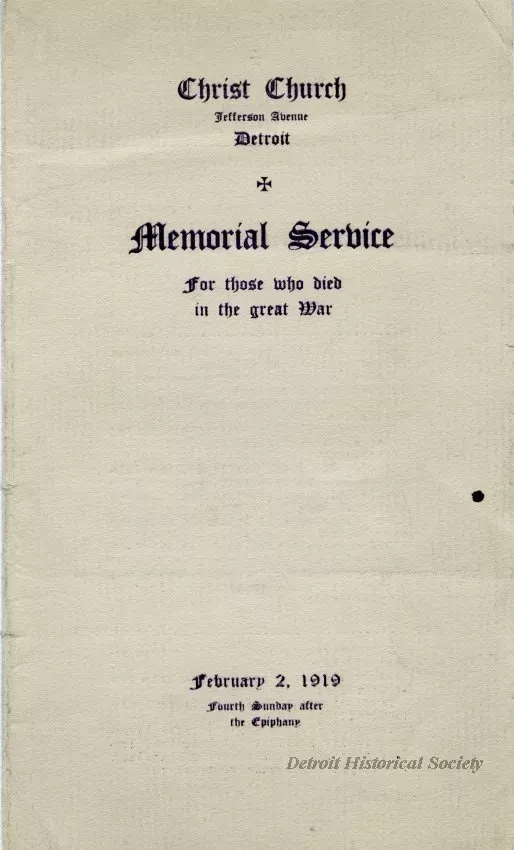 Christ Church
Jefferson Avenue
Detroit
✠
Memorial Service
For those who died
in the great War
February 2, 1919
Fourth Sunday after
the Epiphany
Detroit Historical Society